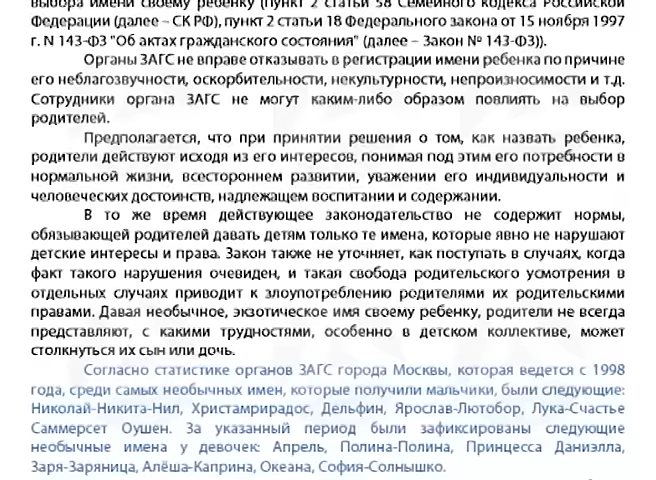 выбора имени своему ребенку (пункт 2 статьи 58 Семейного кодекса Российской
Федерации (далее – СК РФ), пункт 2 статьи 18 Федерального закона от 15 ноября 1997
г. N 143-ФЗ "Об актах гражданского состояния" (далее – Закон № 143-ФЗ)).
Органы ЗАГС не вправе отказывать в регистрации имени ребенка по причине
его неблагозвучности, оскорбительности, некультурности, непроизносимости и т.д.
Сотрудники органа ЗАГС не могут каким-либо образом повлиять на выбор
родителей.
Предполагается, что при принятии решения о том, как назвать ребенка,
родители действуют исходя из его интересов, понимая под этим его потребности в
нормальной жизни, всестороннем развитии, уважении его индивидуальности и
человеческих достоинств, надлежащем воспитании и содержании.
В то же время действующее законодательство не содержит нормы,
обязывающей родителей давать детям только те имена, которые явно не нарушают
детские интересы и права. Закон также не уточняет, как поступать в случаях, когда
факт такого нарушения очевиден, и такая свобода родительского усмотрения в
отдельных случаях приводит к злоупотреблению родителями их родительскими
правами. Давая необычное, экзотическое имя своему ребенку, родители не всегда
представляют, с какими трудностями, особенно в детском коллективе, может
столкнуться их сын или дочь.
Согласно статистике органов ЗАГС города Москвы, которая ведется с 1998
года, среди самых необычных имен, которые получили мальчики, были следующие:
Николай-Никита-Нил, Христамрирадос, Дельфин, Ярослав-Лютобор, Лука-Счастье
Саммерсет Оушен. За указанный период были зафиксированы следующие
необычные имена у девочек: Апрель, Полина-Полина, Принцесса Даниэлла,
Заря-Заряница, Алёша-Каприна, Океана, София-Солнышко.